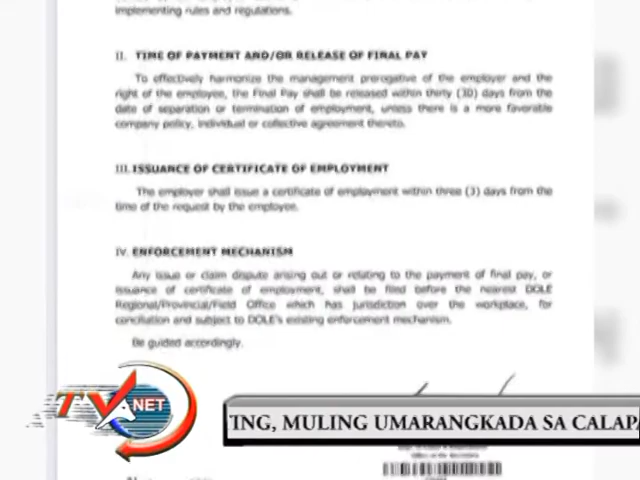 implementing rules and regulations.
II. TIME OF PAYMENT AND/OR RELEASE OF FINAL PAY
To effectively harmonize the management prerogative of the employer and the
right of the employee, the Final Pay shall be released within thirty (30) days from the
date of separation or termination of employment, unless there is a more favorable
company policy, individual or collective agreement thereto.
III. ISSUANCE OF CERTIFICATE OF EMPLOYMENT
The employer shall issue a certificate of employment within three (3) days from the
time of the request by the employee.
IV. ENFORCEMENT MECHANISM
Any issue or claim dispute arising out or relating to the payment of final pay, or
issuance of certificate of employment, shall be filed before the nearest DOLE
Regional/Provincial/Field Office which has jurisdiction over the workplace, for
conciliation and subject to DOLE's existing enforcement mechanism.
Be guided accordingly.
TV NET
TING, MULING UMARANGKADA SA CALAPA